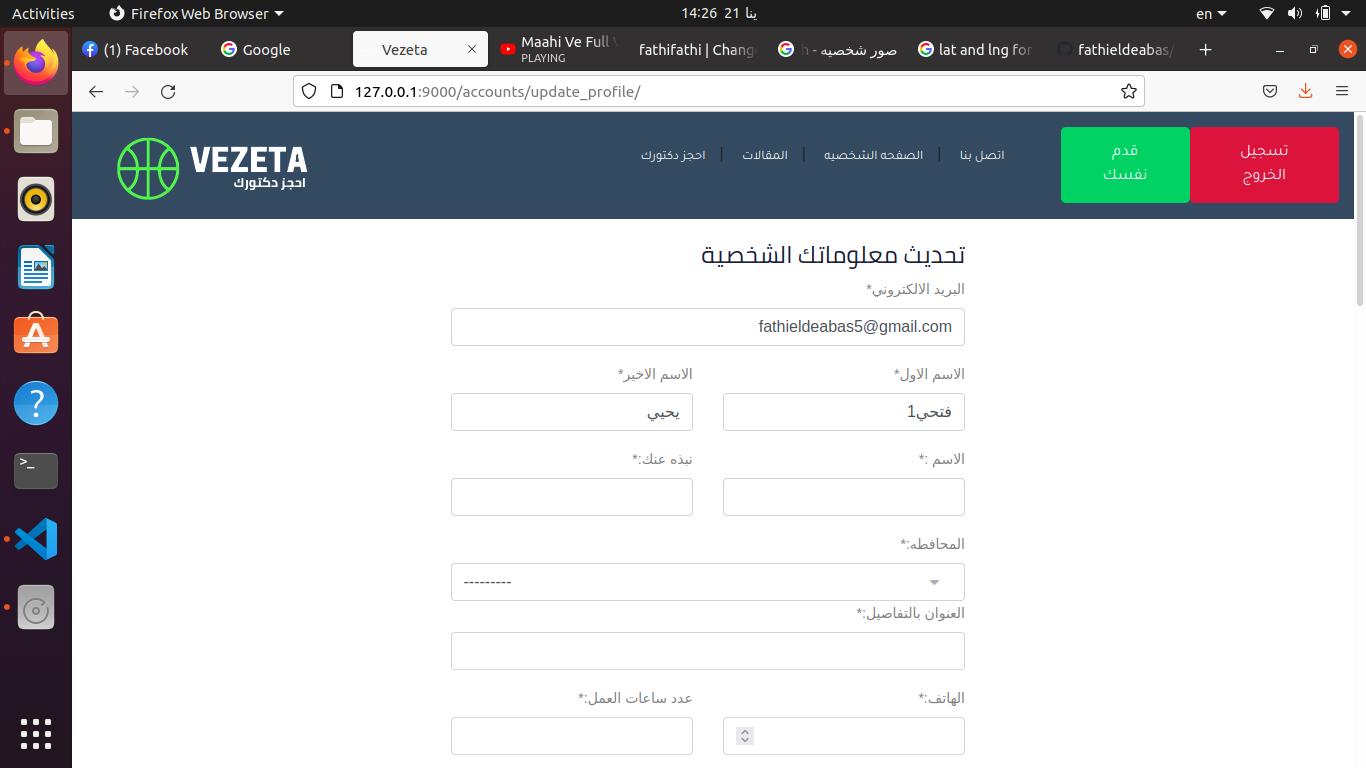 Activities
Firefox Web Browser
14:26 21 ينا
en
(1) Facebook
Google
Vezeta
Maahi Ve Full
PLAYING
fathifathi | Chang
صور شخصيه - h
lat and lng for
fathieldeabas/
127.0.0.1:9000/accounts/update_profile/
VEZETA
احجز دكتورك
احجز دكتورك
المقالات
الصفحه الشخصيه
اتصل بنا
قدم
نفسك
تسجيل
الخروج
تحديث معلوماتك الشخصية
البريد الالكتروني*
fathieldeabas5@gmail.com
الاسم الاول*
الاسم الاخير*
فتحي1
يحيي
الاسم :*
نبذه عنك:*
المحافظه:*
---------
العنوان بالتفاصيل:*
الهاتف:*
عدد ساعات العمل:*